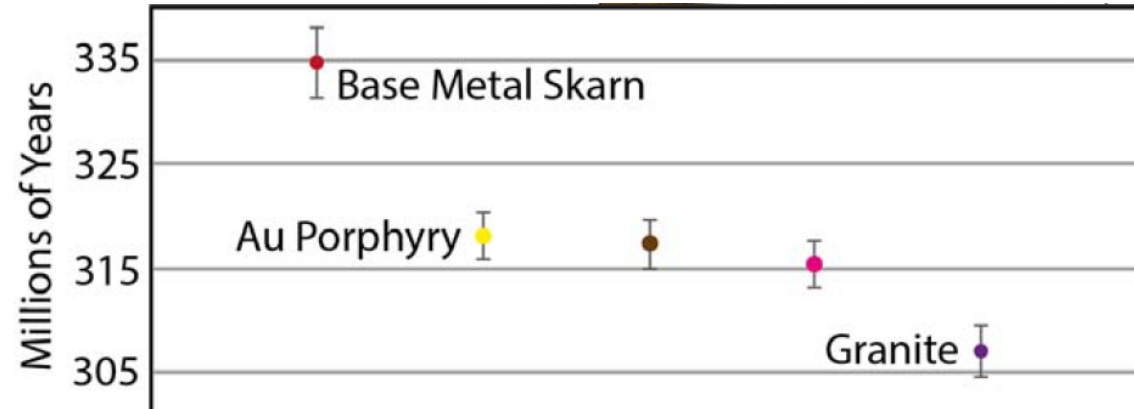 Millions of Years
335
Base Metal Skarn
325
Au Porphyry
315
Granite
305